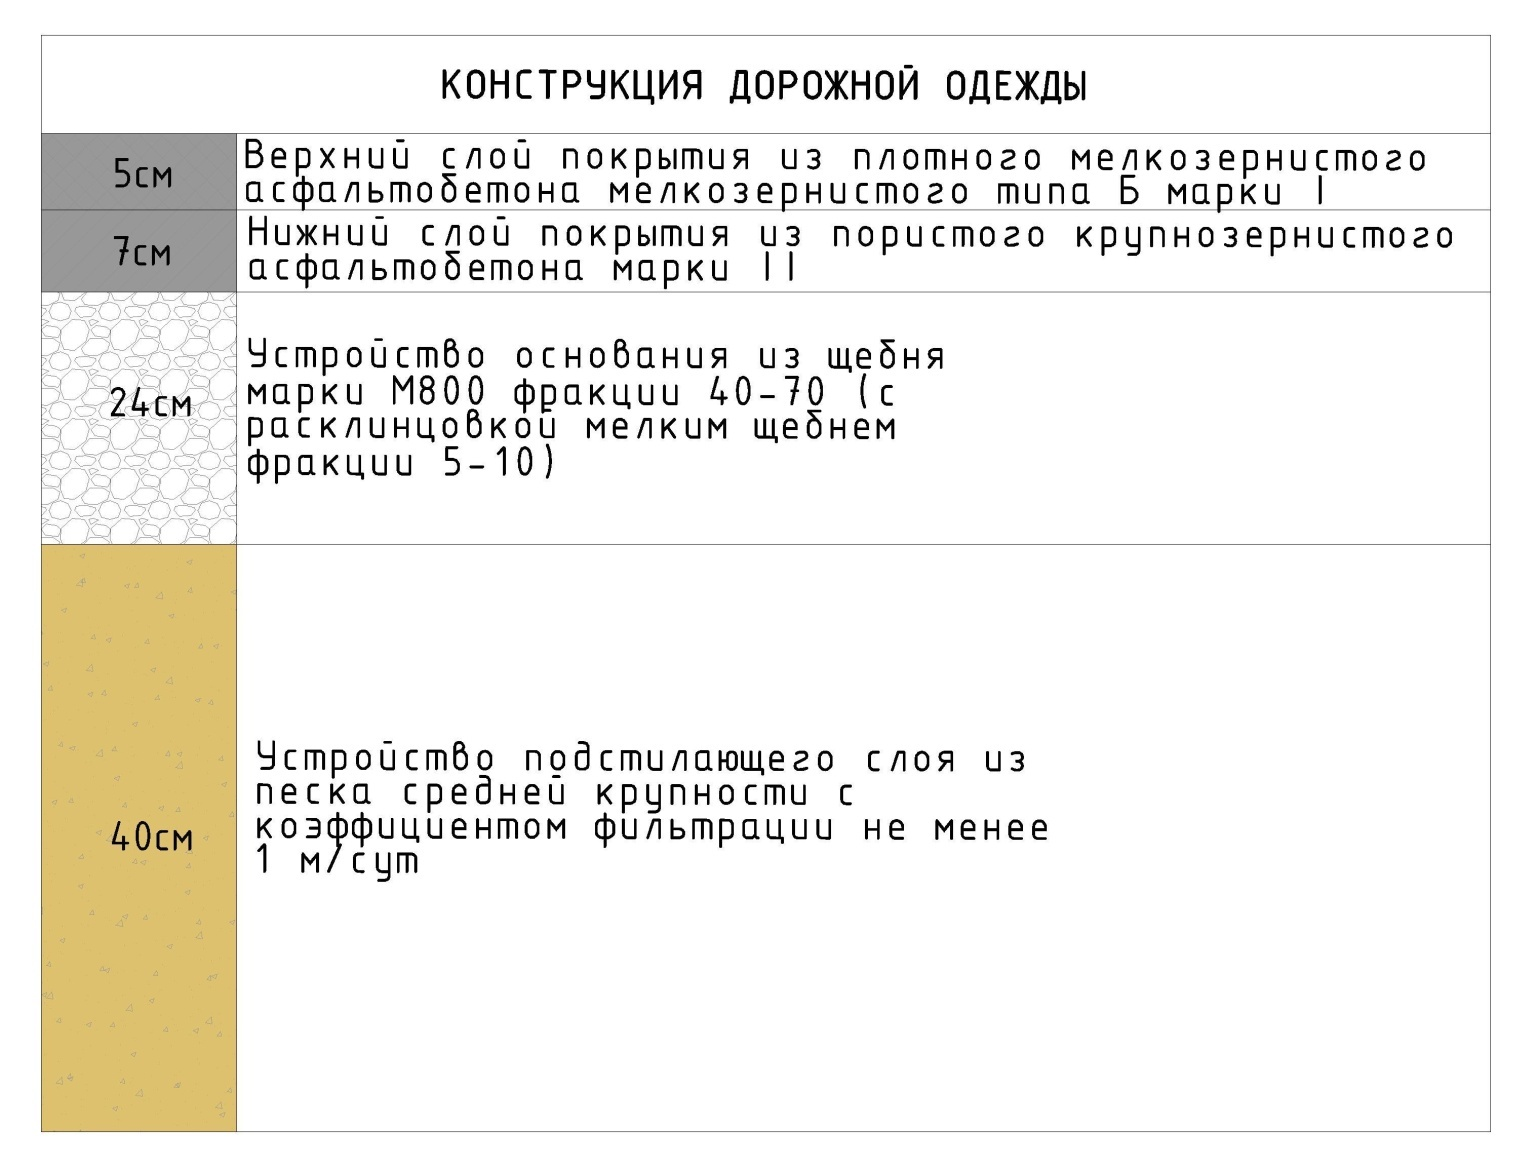 КОНСТРУКЦИЯ ДОРОЖНОЙ ОДЕЖДЫ
5см
Верхний слой покрытия из плотного мелкозернистого
асфальтобетона мелкозернистого типа Б марки I
7см
Нижний слой покрытия из пористого крупнозернистого
асфальтобетона марки II
24см
Устройство основания из щебня
марки М800 фракции 40-70 (с
расклинцовкой мелким щебнем
фракции 5-10)
40см
Устройство подстилающего слоя из
песка средней крупности с
коэффициентом фильтрации не менее
1 м/сут